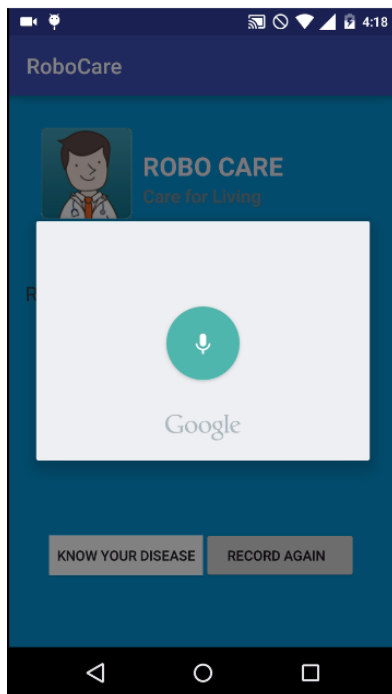 4:18
RoboCare
ROBO CARE
Care for Living
R
Google
KNOW YOUR DISEASE
RECORD AGAIN